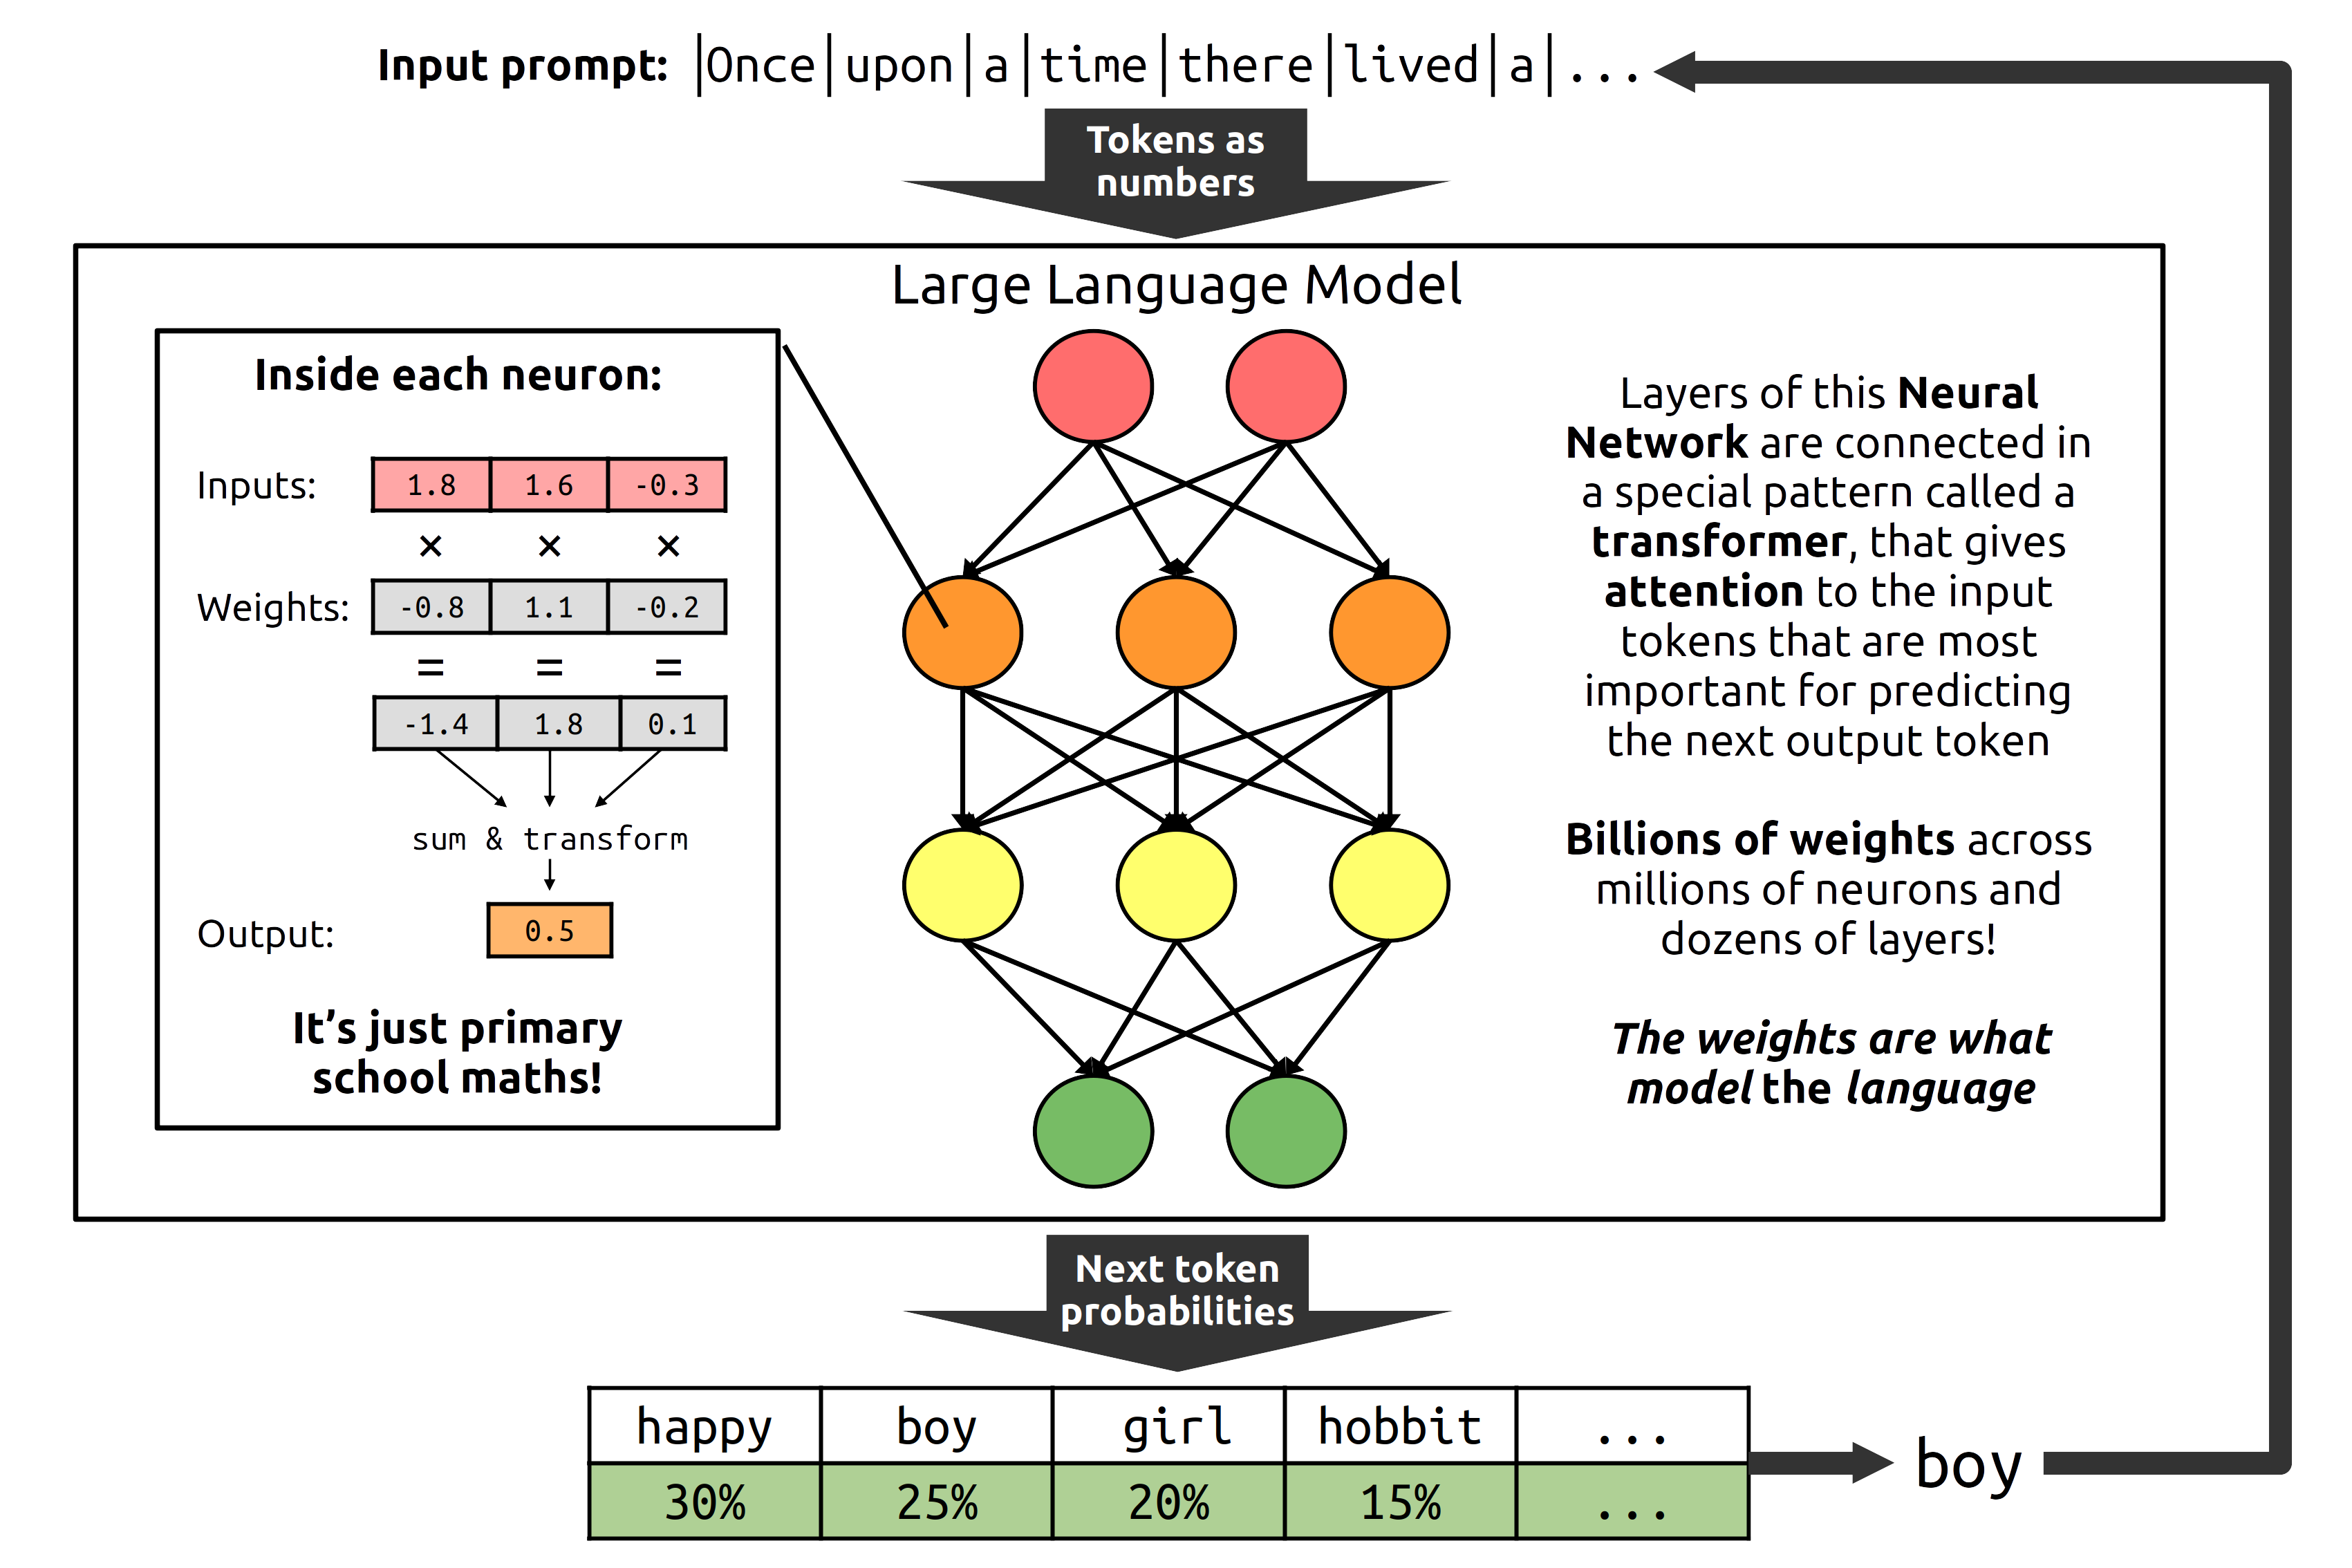 Input prompt: |Once|upon|a|time|there|lived|a|...
Tokens as
numbers
Large Language Model
Inside each neuron:
Inputs: 1.8 1.6 -0.3
× × ×
Weights: -0.8 1.1 -0.2
= = =
-1.4 1.8 0.1
sum & transform
Output: 0.5
It's just primary
school maths!
Layers of this Neural
Network are connected in
a special pattern called a
transformer, that gives
attention to the input
tokens that are most
important for predicting
the next output token
Billions of weights across
millions of neurons and
dozens of layers!
The weights are what
model the language
Next token
probabilities
happy boy girl hobbit ...
30% 25% 20% 15% ...
boy